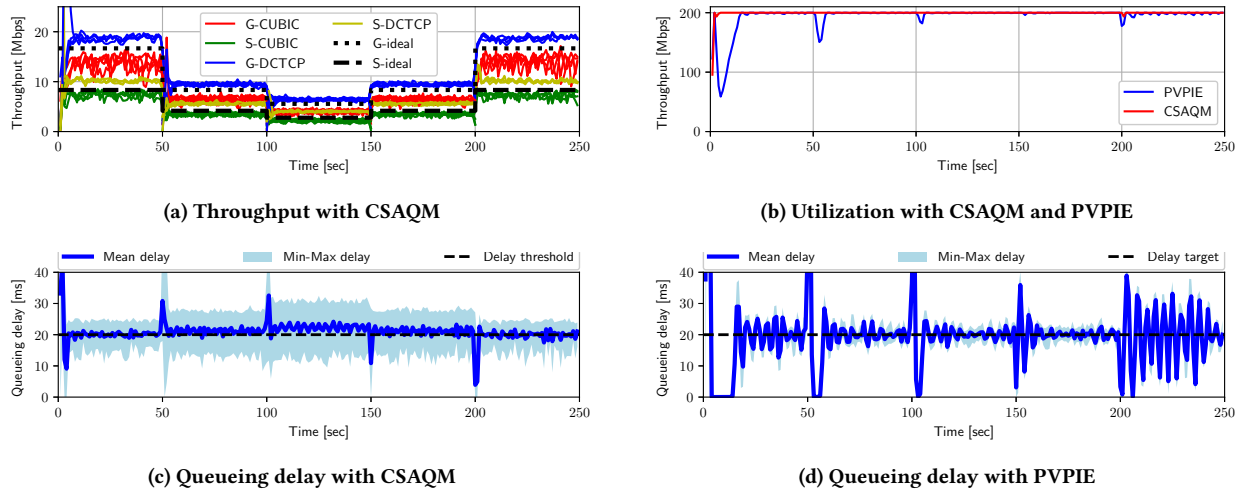 Throughput [Mbps]
20
10
0
G-CUBIC
S-CUBIC
G-DCTCP
S-DCTCP
G-ideal
S-ideal
0 50 100 150 200 250
Time [sec]
(a) Throughput with CSAQM
Throughput [Mbps]
200
100
0
PVPIE
CSAQM
0 50 100 150 200 250
Time [sec]
(b) Utilization with CSAQM and PVPIE
Mean delay Min-Max delay Delay threshold
Queueing delay [ms]
40
30
20
10
0
0 50 100 150 200 250
Time [sec]
(c) Queueing delay with CSAQM
Mean delay Min-Max delay Delay target
Queueing delay [ms]
40
30
20
10
0
0 50 100 150 200 250
Time [sec]
(d) Queueing delay with PVPIE